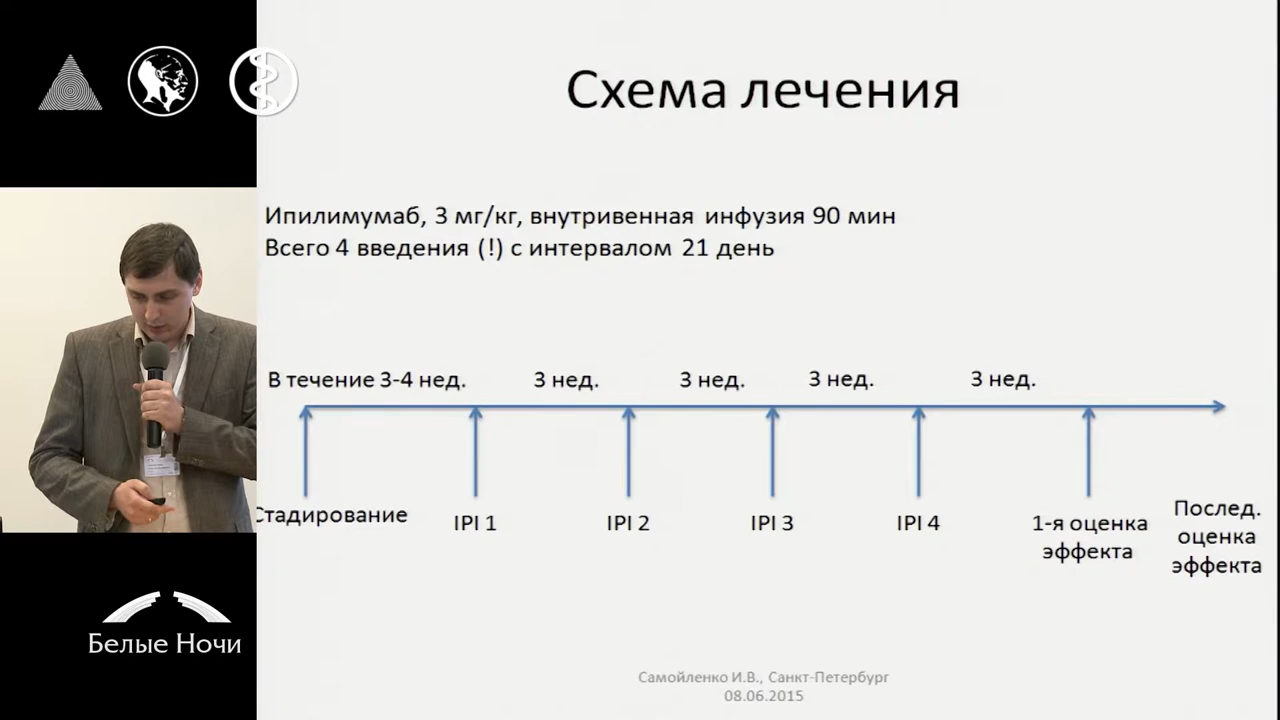 Схема лечения
Ипилимумаб, 3 мг/кг, внутривенная инфузия 90 мин
Всего 4 введения (!) с интервалом 21 день
В течение 3-4 нед.
3 нед.
3 нед.
3 нед.
3 нед.
Стадирование
IPI 1
IPI 2
IPI 3
IPI 4
1-я оценка
эффекта
Послед.
оценка
эффекта
Белые Ночи
Самойленко И.В., Санкт-Петербург
08.06.2015